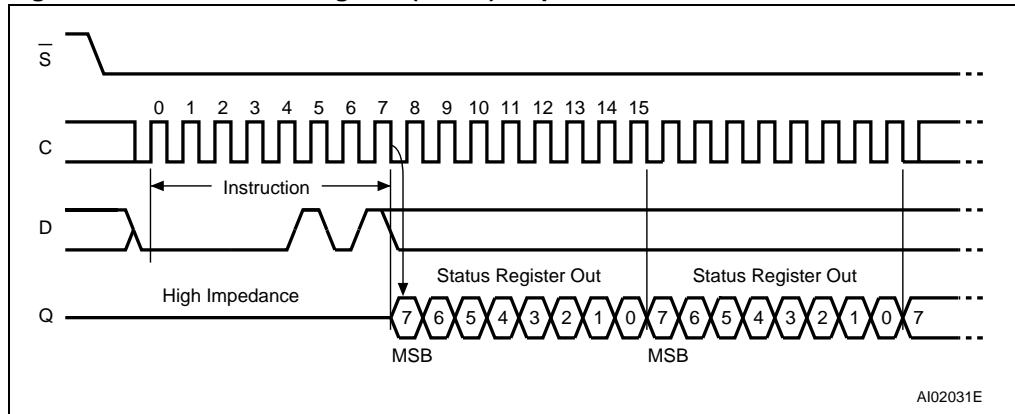 S
0 1 2 3 4 5 6 7 8 9 10 11 12 13 14 15
C
Instruction
D
Status Register Out Status Register Out
High Impedance
Q 7 6 5 4 3 2 1 0 7 6 5 4 3 2 1 0 7
MSB MSB
AI02031E